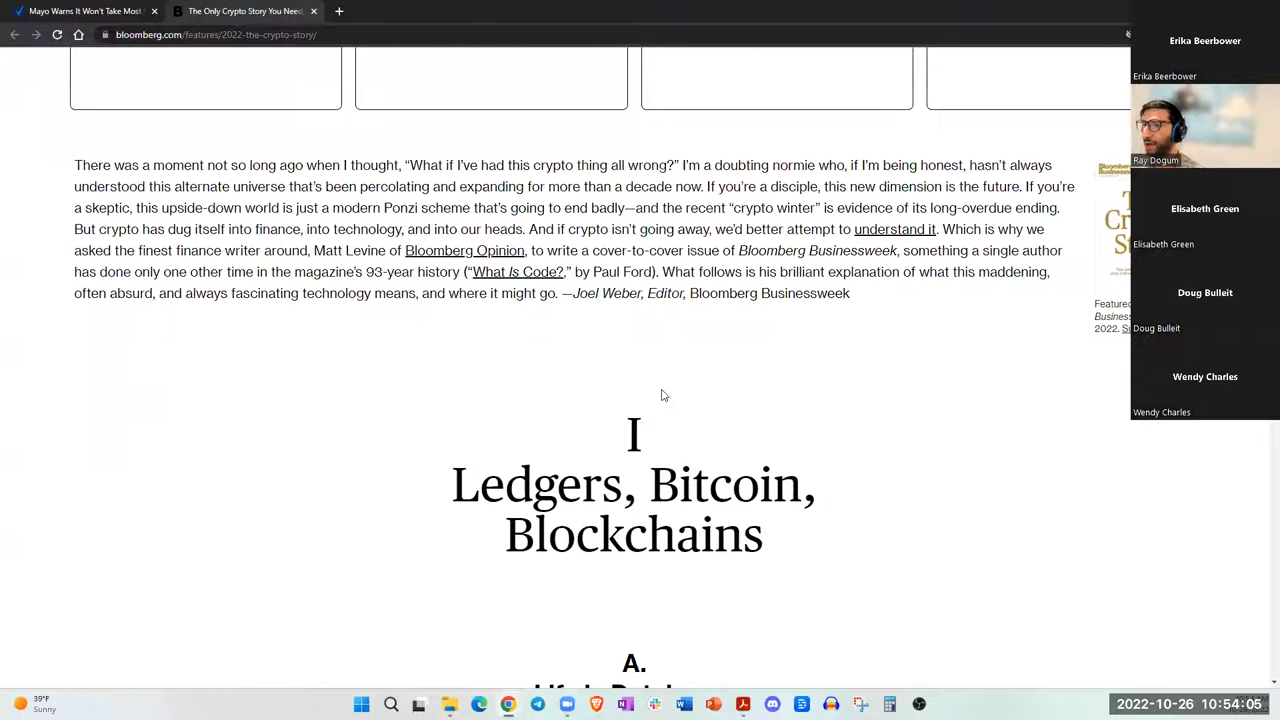 Mayo Warns It Won't Take Most
The Only Crypto Story You Need,
bloomberg.com/features/2022-the-crypto-story/
There was a moment not so long ago when I thought, “What if I've had this crypto thing all wrong?” I'm a doubting normie who, if I'm being honest, hasn't always
understood this alternate universe that's been percolating and expanding for more than a decade now. If you're a disciple, this new dimension is the future. If you're
a skeptic, this upside-down world is just a modern Ponzi scheme that's going to end badly—and the recent “crypto winter” is evidence of its long-overdue ending.
But crypto has dug itself into finance, into technology, and into our heads. And if crypto isn't going away, we'd better attempt to understand it. Which is why we
asked the finest finance writer around, Matt Levine of Bloomberg Opinion, to write a cover-to-cover issue of Bloomberg Businessweek, something a single author
has done only one other time in the magazine's 93-year history (“What Is Code?,” by Paul Ford). What follows is his brilliant explanation of what this maddening,
often absurd, and always fascinating technology means, and where it might go. —Joel Weber, Editor, Bloomberg Businessweek
Featured
Business
2022. S
I
Ledgers, Bitcoin,
Blockchains
A.
Erika Beerbower
Erika Beerbower
Ray Dogum
Elisabeth Green
Elisabeth Green
Doug Bulleit
Doug Bulleit
Wendy Charles
Wendy Charles
39°F
Sunny
2022-10-26 10:54:05